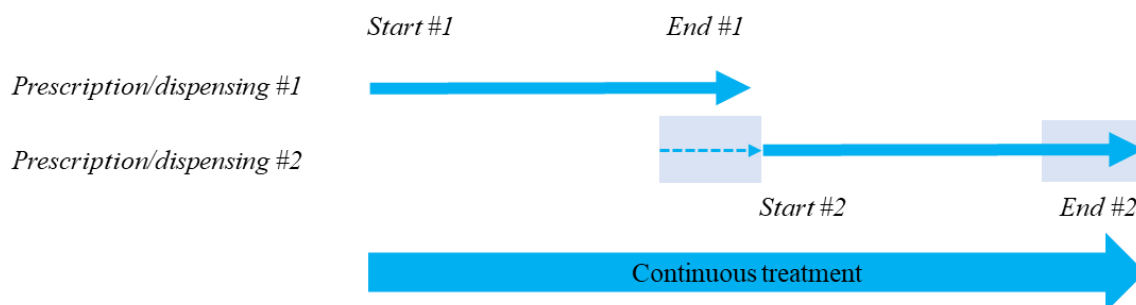 Start #1 End #1
Prescription/dispensing #1
Prescription/dispensing #2
Start #2 End #2
Continuous treatment